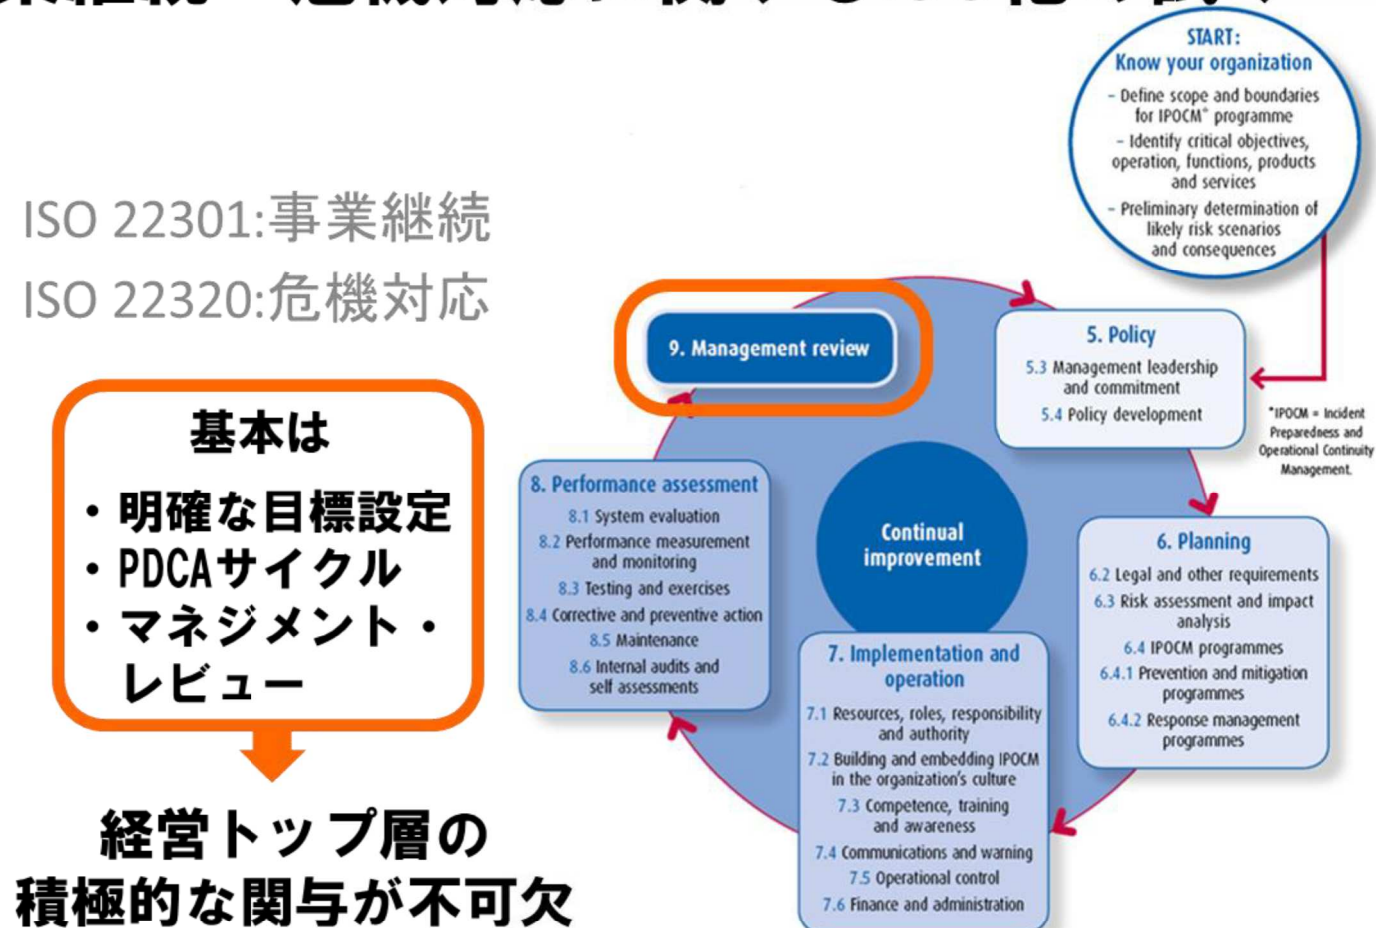 ISO 22301:事業継続
ISO 22320:危機対応
基本は
・明確な目標設定
・PDCAサイクル
・マネジメント・
レビュー
経営トップ層の
積極的な関与が不可欠
START:
Know your organization
– Define scope and boundaries
for IPOCM* programme
– Identify critical objectives,
operation, functions, products
and services
– Preliminary determination of
likely risk scenarios
and consequences
5. Policy
5.3 Management leadership
and commitment
5.4 Policy development
*IPOCM = Incident
Preparedness and
Operational Continuity
Management.
6. Planning
6.2 Legal and other requirements
6.3 Risk assessment and impact
analysis
6.4 IPOCM programmes
6.4.1 Prevention and mitigation
programmes
6.4.2 Response management
programmes
7. Implementation and
operation
7.1 Resources, roles, responsibility
and authority
7.2 Building and embedding IPOCM
in the organization's culture
7.3 Competence, training
and awareness
7.4 Communications and warning
7.5 Operational control
7.6 Finance and administration
8. Performance assessment
8.1 System evaluation
8.2 Performance measurement
and monitoring
8.3 Testing and exercises
8.4 Corrective and preventive action
8.5 Maintenance
8.6 Internal audits and
self assessments
9. Management review
Continual
improvement